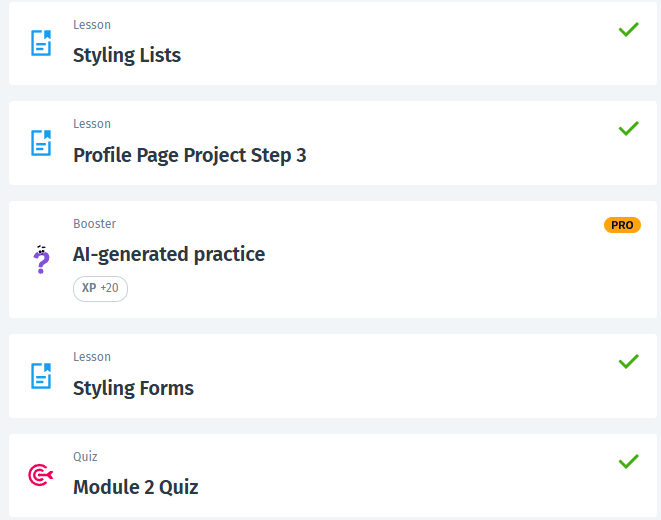 Lesson
Styling Lists
Lesson
Profile Page Project Step 3
Booster
PRO
AI-generated practice
XP +20
Lesson
Styling Forms
Quiz
Module 2 Quiz